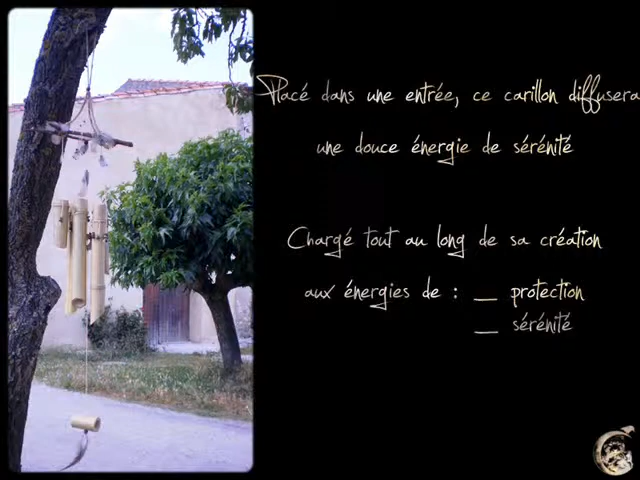 Placé dans une entrée, ce carillon diffusera
une douce énergie de sérénité
Chargé tout au long de sa création
aux énergies de : __ protection
__ sérénité